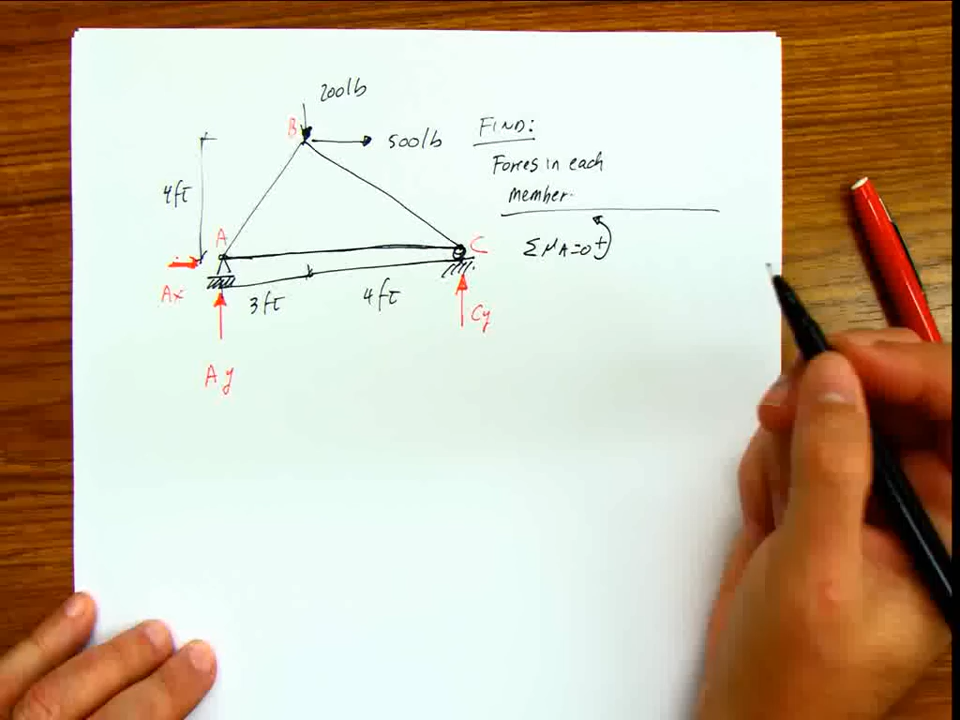 200lb
B
500lb
FIND:
Forces in each
member.
4ft
A
C
ΣMA=0+
Ax
3ft
4ft
Cy
Ay